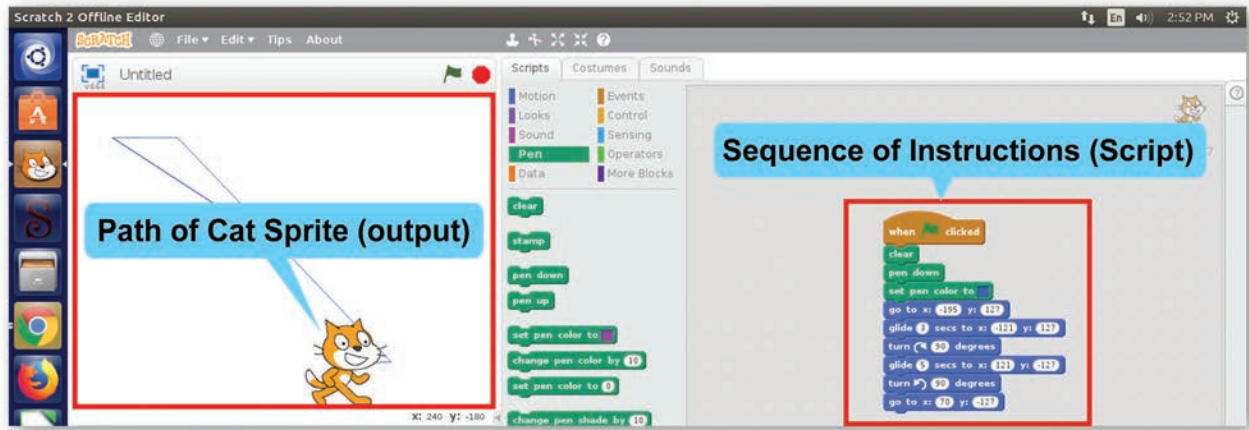 Scratch 2 Offline Editor
En
2:52 PM
SCRATCH File Edit Tips About
Untitled
Scripts Costumes Sounds
Motion Events
Looks Control
Sound Sensing
Pen Operators
Data More Blocks
Path of Cat Sprite (output)
x: 240 y: -180
clear
stamp
pen down
pen up
set pen color to
change pen color by 10
set pen color to 0
change pen shade by 10
Sequence of Instructions (Script)
when clicked
clear
pen down
set pen color to
go to x: -195 y: 127
glide secs to x: -121 y: 127
turn 90 degrees
glide 5 secs to x: 121 y: -127
turn 90 degrees
go to x: 70 y: -127